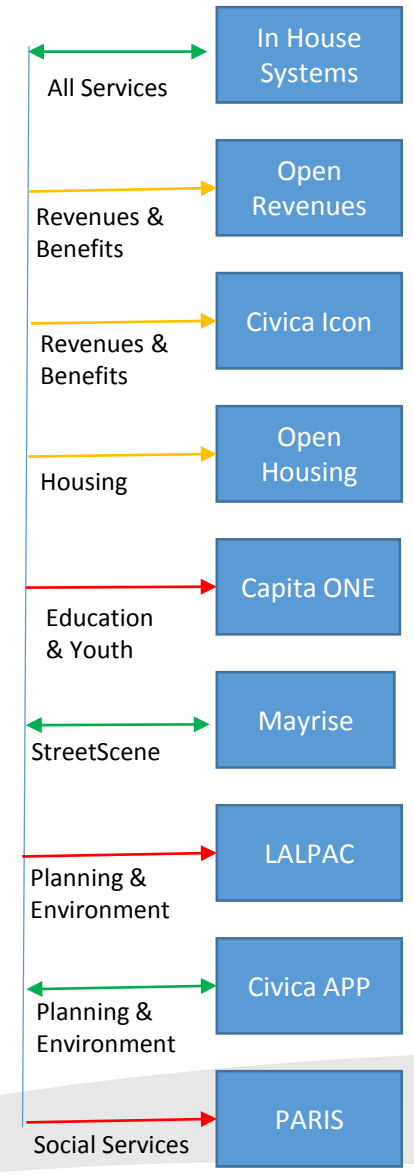 In House
Systems
All Services
Open
Revenues
Revenues &
Benefits
Civica Icon
Revenues &
Benefits
Open
Housing
Housing
Capita ONE
Education
& Youth
Mayrise
StreetScene
LALPAC
Planning &
Environment
Civica APP
Planning &
Environment
PARIS
Social Services